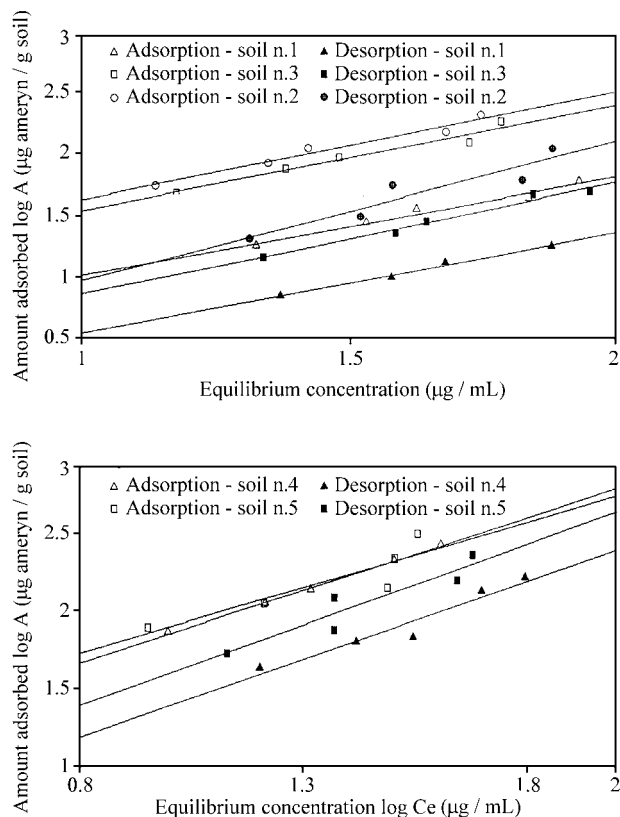 3
2.5
2
1.5
1
0.5
Amount adsorbed log A (µg ameryn / g soil)
Adsorption - soil n.1
Desorption - soil n.1
Adsorption - soil n.3
Desorption - soil n.3
Adsorption - soil n.2
Desorption - soil n.2
1
1.5
2
Equilibrium concentration (µg / mL)
3
2.5
2
1.5
1
Amount adsorbed log A (µg ameryn / g soil)
Adsorption - soil n.4
Desorption - soil n.4
Adsorption - soil n.5
Desorption - soil n.5
0.8
1.3
1.8
2
Equilibrium concentration log Ce (µg / mL)